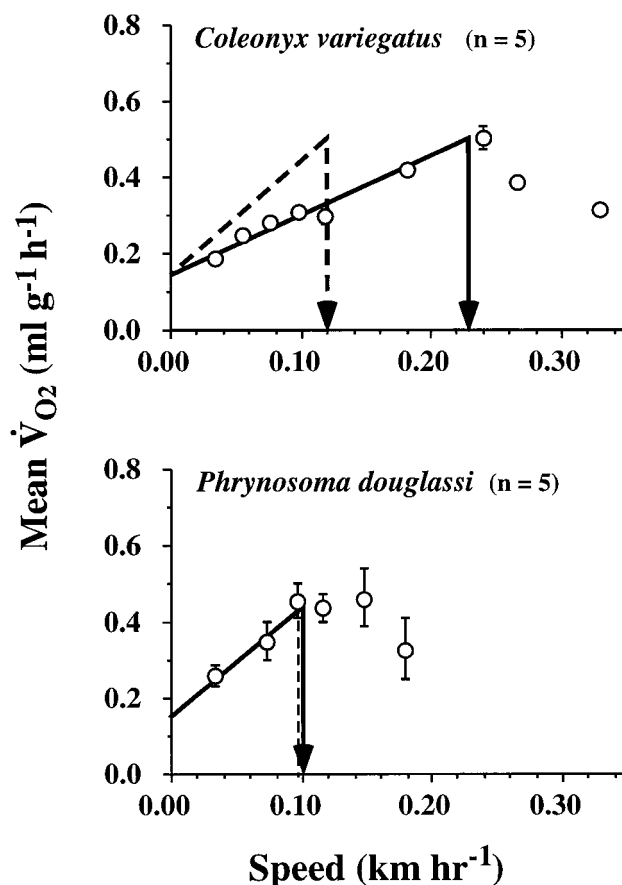 Coleonyx variegatus (n = 5)
0.8
0.6
0.4
0.2
0.0
0.00 0.10 0.20 0.30
Mean V̇O2 (ml g-1 h-1)
Phrynosoma douglassi (n = 5)
0.8
0.6
0.4
0.2
0.0
0.00 0.10 0.20 0.30
Speed (km hr-1)